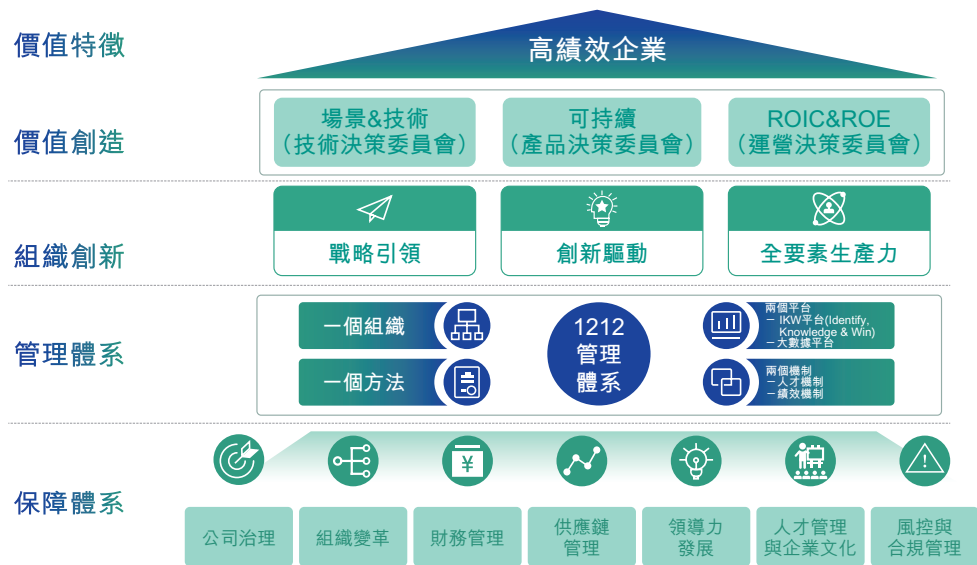 價值特徵
高績效企業
價值創造
場景&技術
（技術決策委員會）
可持續
（產品決策委員會）
ROIC&ROE
（運營決策委員會）
組織創新
戰略引領
創新驅動
全要素生產力
管理體系
一個組織
一個方法
1212
管理
體系
兩個平台
－ IKW平台(Identify,
Knowledge & Win)
－大數據平台
兩個機制
－人才機制
－績效機制
保障體系
¥
!
公司治理
組織變革
財務管理
供應鏈
管理
領導力
發展
人才管理
與企業文化
風控與
合規管理